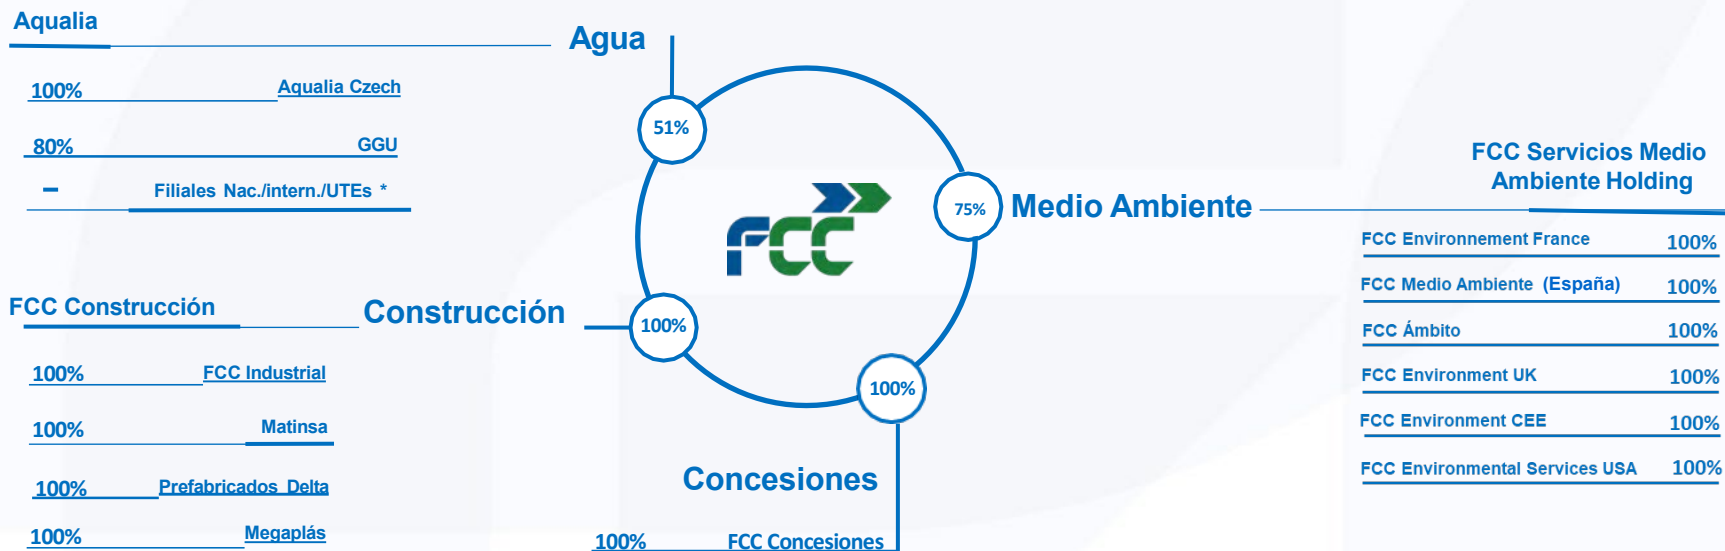 Aqualia
Agua
100% Aqualia Czech
80% GGU
– Filiales Nac./intern./UTEs *
51%
FCC
75%
Medio Ambiente
FCC Servicios Medio
Ambiente Holding
FCC Environnement France 100%
FCC Medio Ambiente (España) 100%
FCC Ámbito 100%
FCC Environment UK 100%
FCC Environment CEE 100%
FCC Environmental Services USA 100%
FCC Construcción
Construcción
100%
100% FCC Industrial
100% Matinsa
100% Prefabricados Delta
100% Megaplás
100%
Concesiones
100% FCC Concesiones